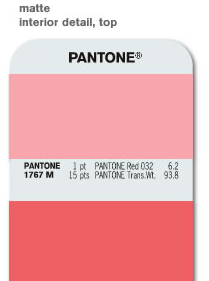 matte
interior detail, top
PANTONE®
PANTONE 1 pt PANTONE Red 032 6.2
1767 M 15 pts PANTONE Trans.Wt. 93.8